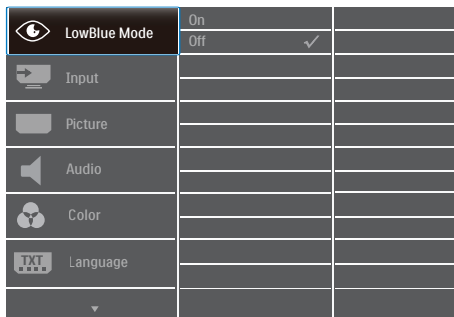 LowBlue Mode
On
Off
Input
Picture
Audio
Color
TXT
Language